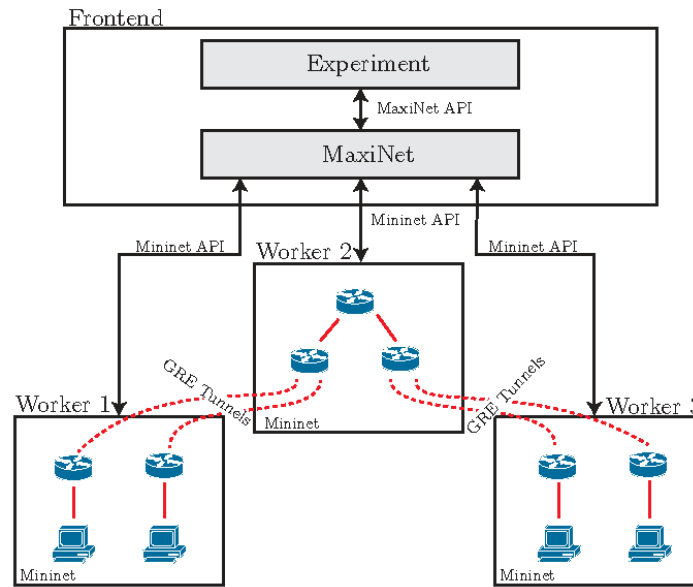 Frontend
Experiment
MaxiNet API
MaxiNet
Mininet API
Mininet API
Mininet API
Worker 2
GRE Tunnels
GRE Tunnels
Worker 1
Mininet
Worker 3
Mininet
Mininet